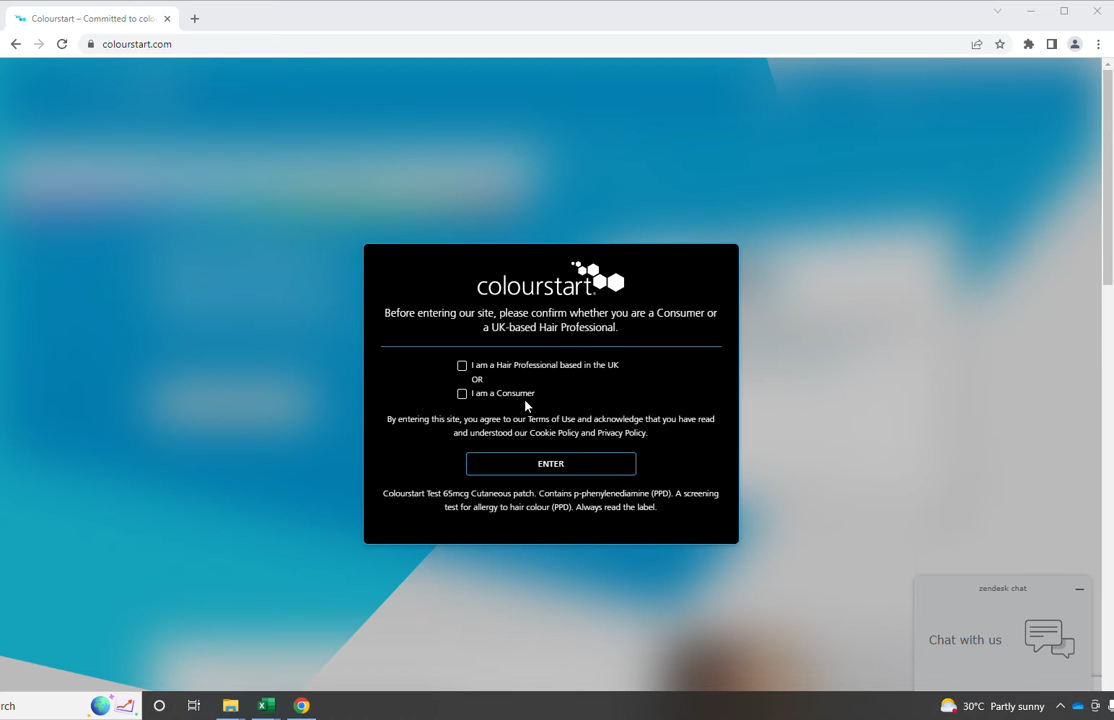 Colourstart – Committed to colo
colourstart.com
colourstart
Before entering our site, please confirm whether you are a Consumer or
a UK-based Hair Professional.
I am a Hair Professional based in the UK
OR
I am a Consumer
By entering this site, you agree to our Terms of Use and acknowledge that you have read
and understood our Cookie Policy and Privacy Policy.
ENTER
Colourstart Test 65mcg Cutaneous patch. Contains p-phenylenediamine (PPD). A screening
test for allergy to hair colour (PPD). Always read the label.
zendesk chat
Chat with us
rch
30°C Partly sunny